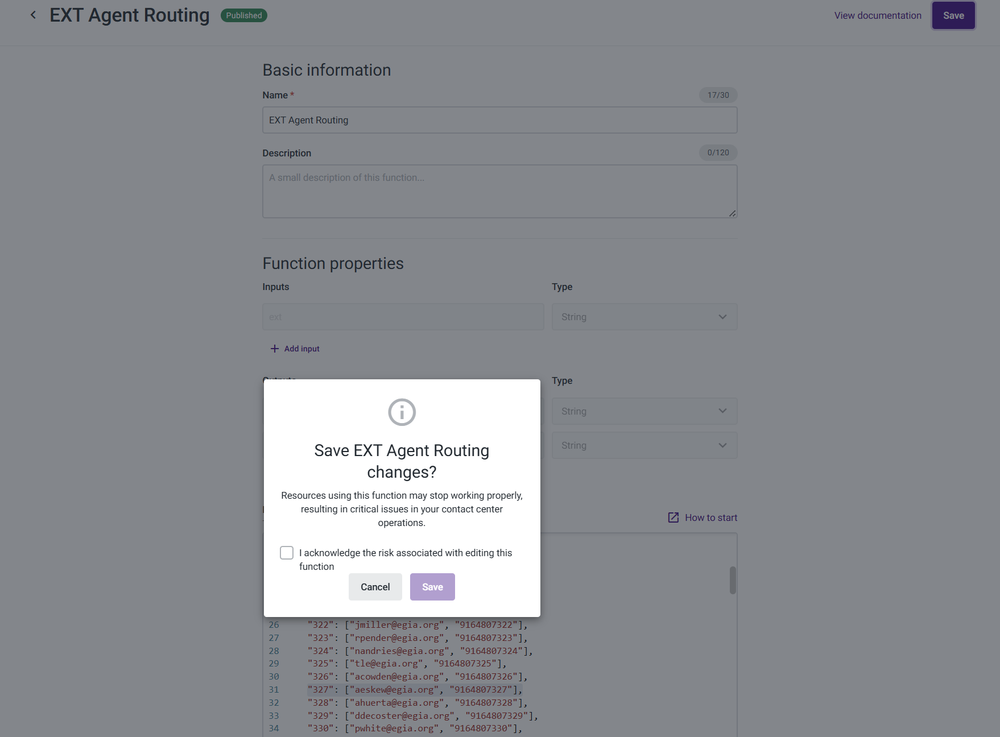 EXT Agent Routing Published
View documentation Save
Basic information
Name * 17/30
EXT Agent Routing
Description 0/120
A small description of this function...
Function properties
Inputs Type
ext String
Add input
Outputs Type
String
String
Save EXT Agent Routing
changes?
Resources using this function may stop working properly,
resulting in critical issues in your contact center
operations.
How to start
I acknowledge the risk associated with editing this
function
Cancel Save
26 "322": ["jmiller@egia.org", "9164807322"],
27 "323": ["rpender@egia.org", "9164807323"],
28 "324": ["nandries@egia.org", "9164807324"],
29 "325": ["tle@egia.org", "9164807325"],
30 "326": ["acowden@egia.org", "9164807326"],
31 "327": ["aeskew@egia.org", "9164807327"],
32 "328": ["ahuerta@egia.org", "9164807328"],
33 "329": ["ddecoster@egia.org", "9164807329"],
34 "330": ["pwhite@egia.org", "9164807330"],